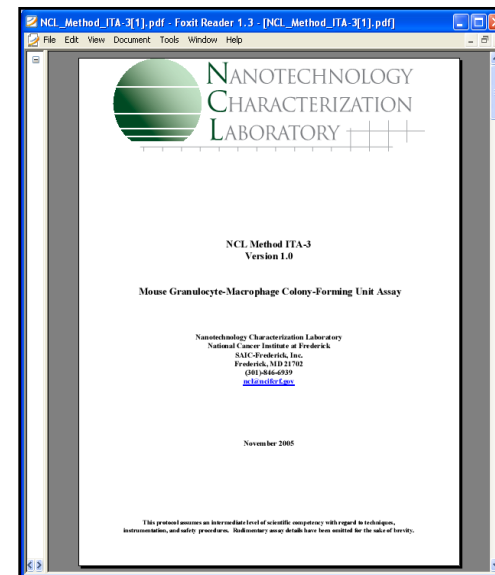 NCL_Method_ITA-3[1].pdf - Foxit Reader 1.3 - [NCL_Method_ITA-3[1].pdf]
File Edit View Document Tools Window Help
NANOTECHNOLOGY
CHARACTERIZATION
LABORATORY
NCL Method ITA-3
Version 1.0
Mouse Granulocyte-Macrophage Colony-Forming Unit Assay
Nanotechnology Characterization Laboratory
National Cancer Institute at Frederick
SAIC-Frederick, Inc.
Frederick, MD 21702
(301)-846-6939
ncl@ncifcrf.gov
November 2005
This protocol assumes an intermediate level of scientific competency with regard to techniques,
instrumentation, and safety procedures. Rudimentary assay details have been omitted for the sake of brevity.